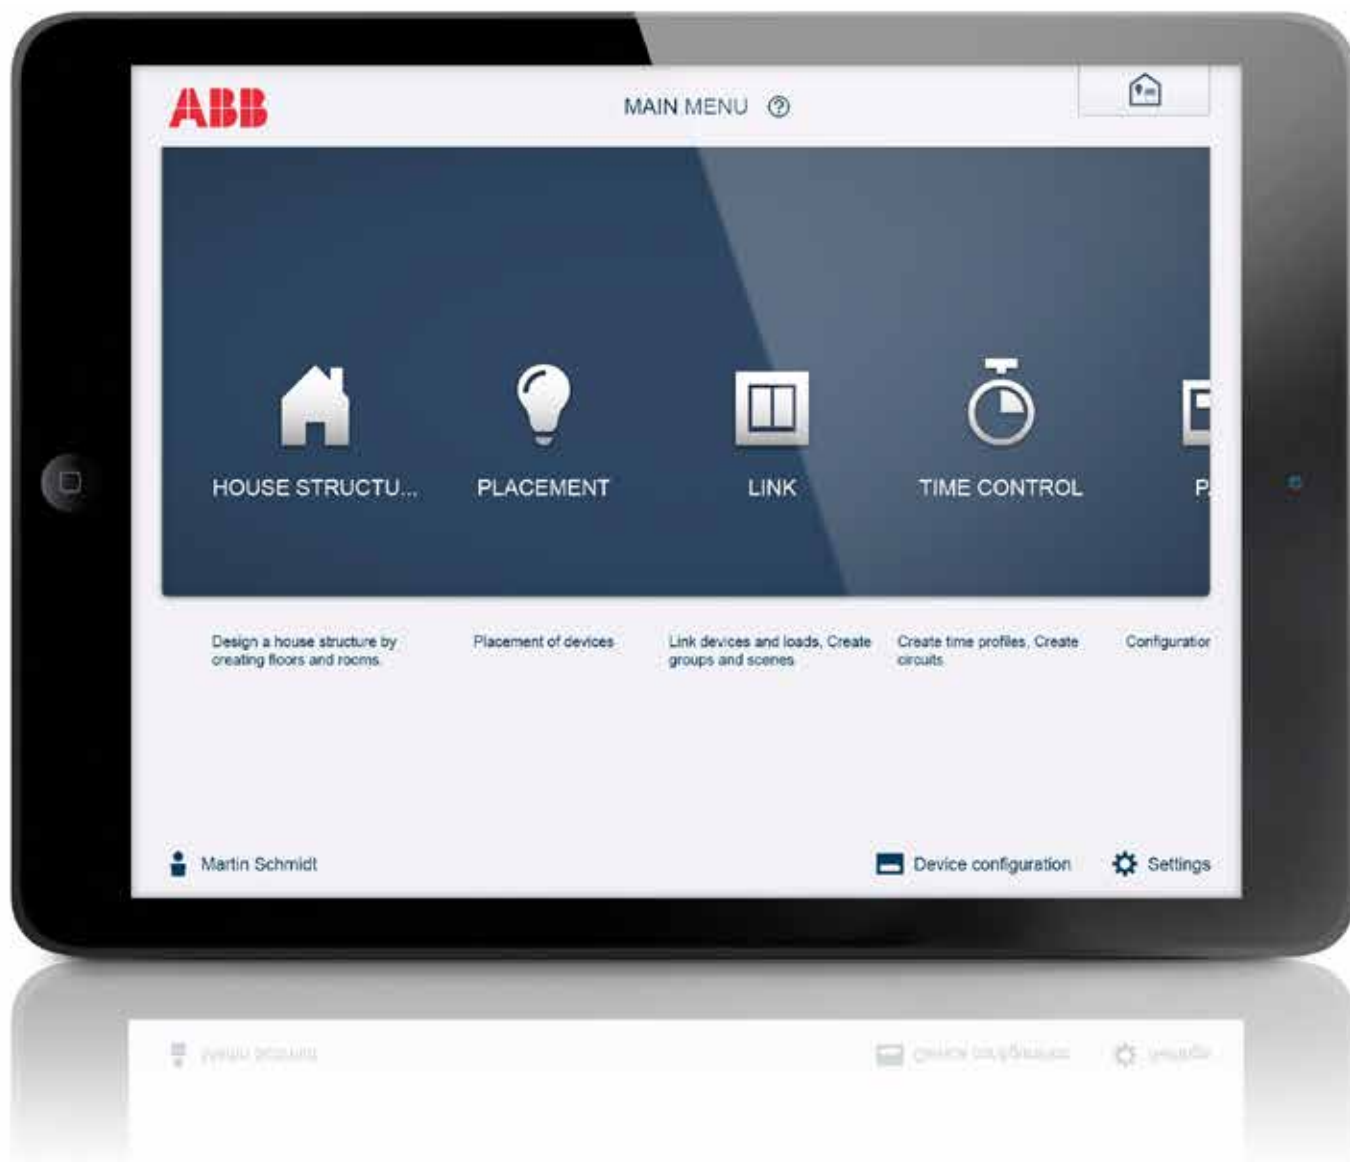 ABB
MAIN MENU ?
HOUSE STRUCTU...
PLACEMENT
LINK
TIME CONTROL
Design a house structure by
creating floors and rooms.
Placement of devices
Link devices and loads, Create
groups and scenes
Create time profiles, Create
circuits
Configuration
Martin Schmidt
Device configuration
Settings